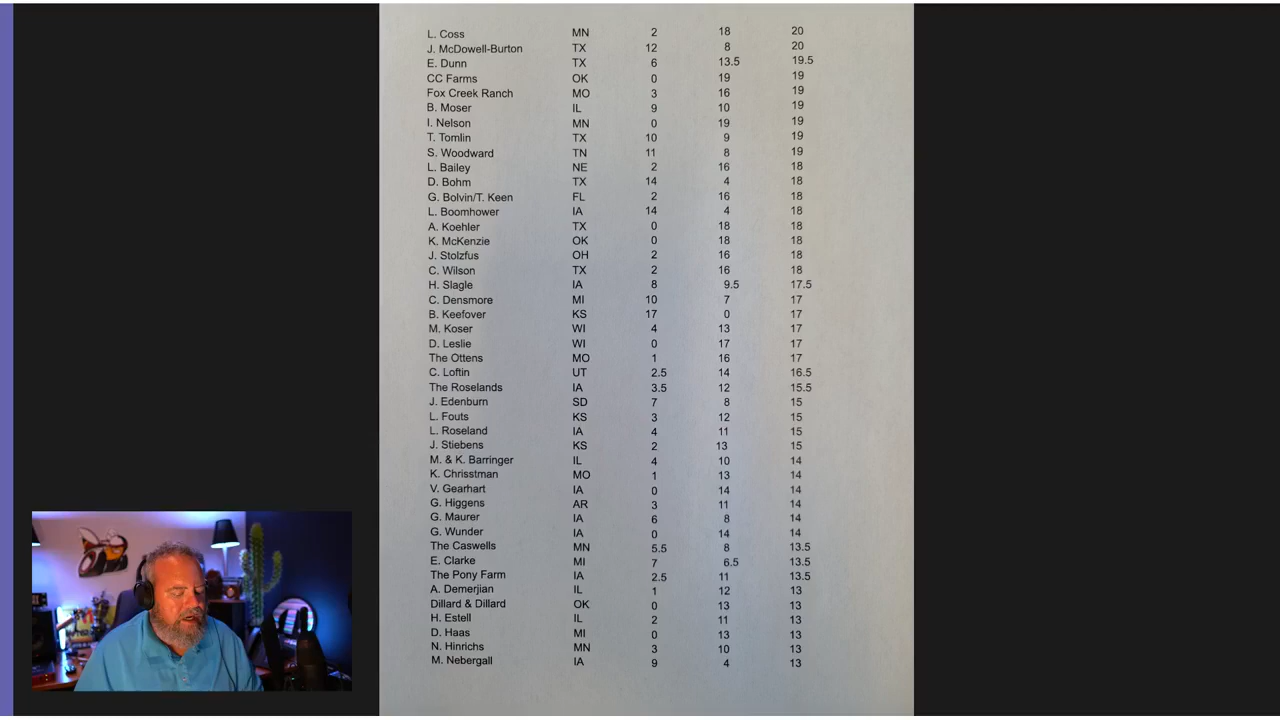 L. Coss MN 2 18 20
J. McDowell-Burton TX 12 8 20
E. Dunn TX 6 13.5 19.5
CC Farms OK 0 19 19
Fox Creek Ranch MO 3 16 19
B. Moser IL 9 10 19
I. Nelson MN 0 19 19
T. Tomlin TX 10 9 19
S. Woodward TN 11 8 19
L. Bailey NE 2 16 18
D. Bohm TX 14 4 18
G. Bolvin/T. Keen FL 2 16 18
L. Boomhower IA 14 4 18
A. Koehler TX 0 18 18
K. McKenzie OK 0 18 18
J. Stolzfus OH 2 16 18
C. Wilson TX 2 16 18
H. Slagle IA 8 9.5 17.5
C. Densmore MI 10 7 17
B. Keefover KS 17 0 17
M. Koser WI 4 13 17
D. Leslie WI 0 17 17
The Ottens MO 1 16 17
C. Loftin UT 2.5 14 16.5
The Roselands IA 3.5 12 15.5
J. Edenburn SD 7 8 15
L. Fouts KS 3 12 15
L. Roseland IA 4 11 15
J. Stiebens KS 2 13 15
M. & K. Barringer IL 4 10 14
K. Chrisstman MO 1 13 14
V. Gearhart IA 0 14 14
G. Higgens AR 3 11 14
G. Maurer IA 6 8 14
G. Wunder IA 0 14 14
The Caswells MN 5.5 8 13.5
E. Clarke MI 7 6.5 13.5
The Pony Farm IA 2.5 11 13.5
A. Demerjian IL 1 12 13
Dillard & Dillard OK 0 13 13
H. Estell IL 2 11 13
D. Haas MI 0 13 13
N. Hinrichs MN 3 10 13
M. Nebergall IA 9 4 13